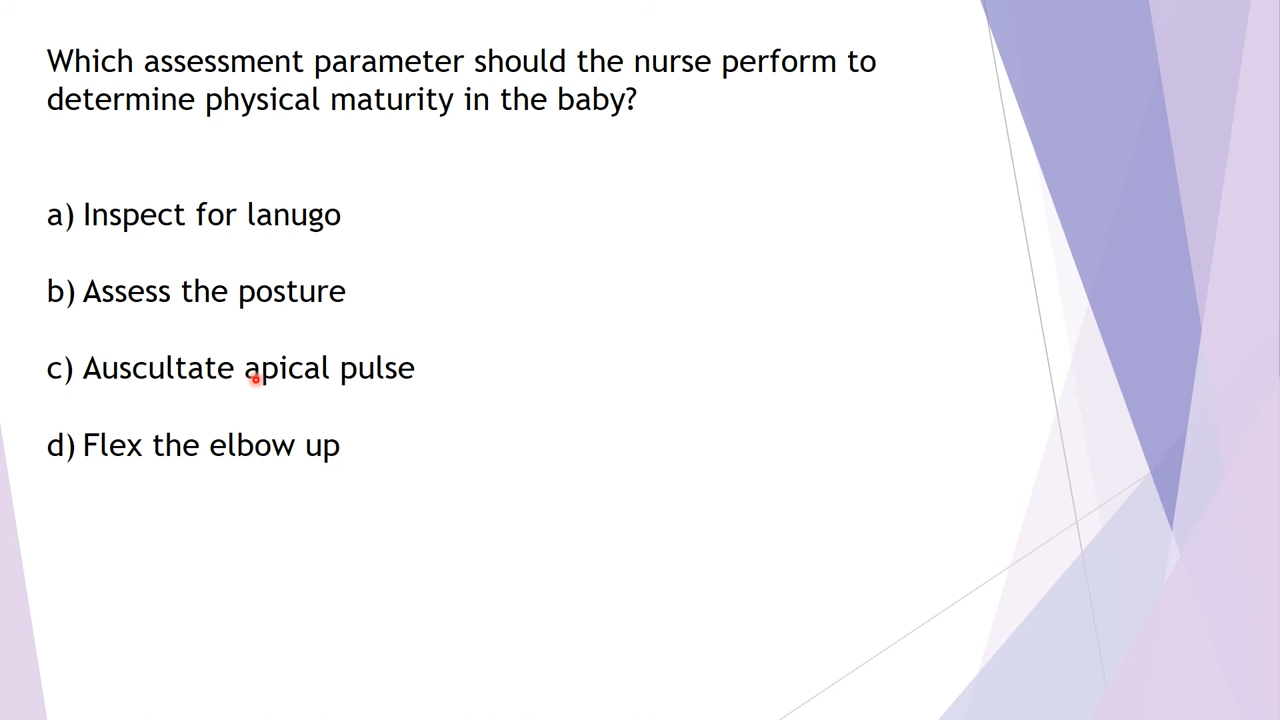 Which assessment parameter should the nurse perform to
determine physical maturity in the baby?
a) Inspect for lanugo
b) Assess the posture
c) Auscultate apical pulse
d) Flex the elbow up